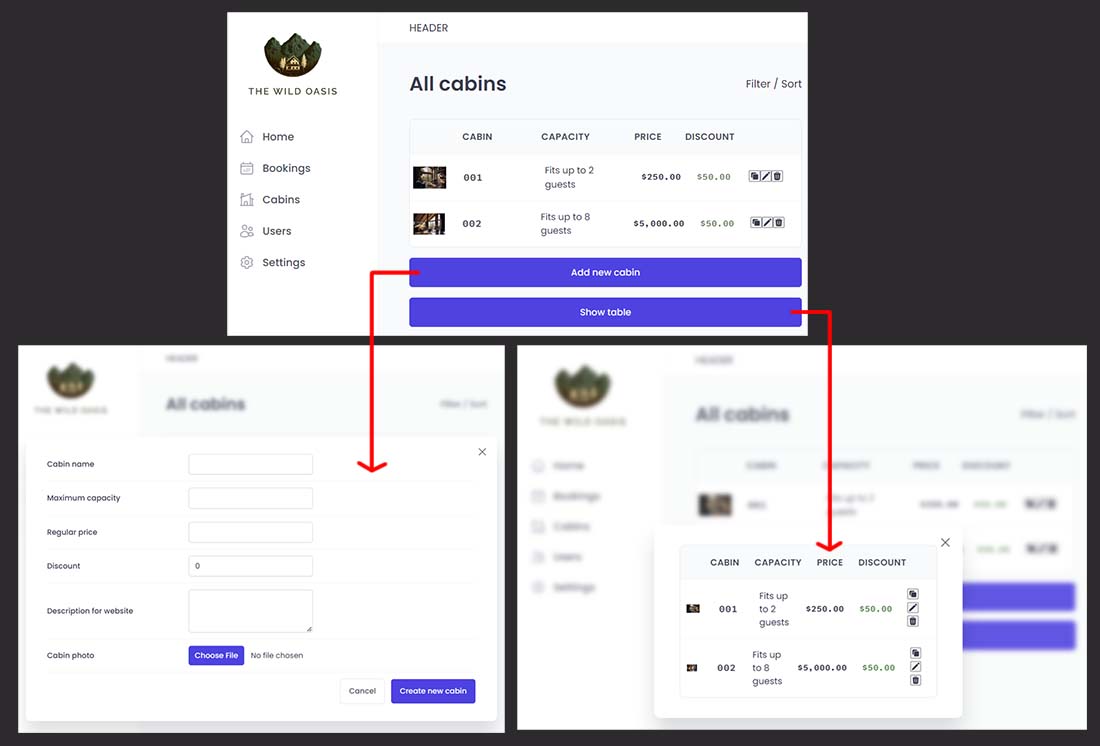 HEADER
THE WILD OASIS
All cabins
Filter / Sort
Home
Bookings
Cabins
Users
Settings
CABIN CAPACITY PRICE DISCOUNT
001 Fits up to 2 guests $250.00 $50.00
002 Fits up to 8 guests $5,000.00 $50.00
Add new cabin
Show table
HEADER
THE WILD OASIS
All cabins
Filter / Sort
Cabin name
Maximum capacity
Regular price
Discount 0
Description for website
Cabin photo Choose File No file chosen
Cancel Create new cabin
HEADER
THE WILD OASIS
All cabins
Filter / Sort
Home
Bookings
Cabins
Users
Settings
CABIN CAPACITY PRICE DISCOUNT
001
CABIN CAPACITY PRICE DISCOUNT
001 Fits up to 2 guests $250.00 $50.00
002 Fits up to 8 guests $5,000.00 $50.00